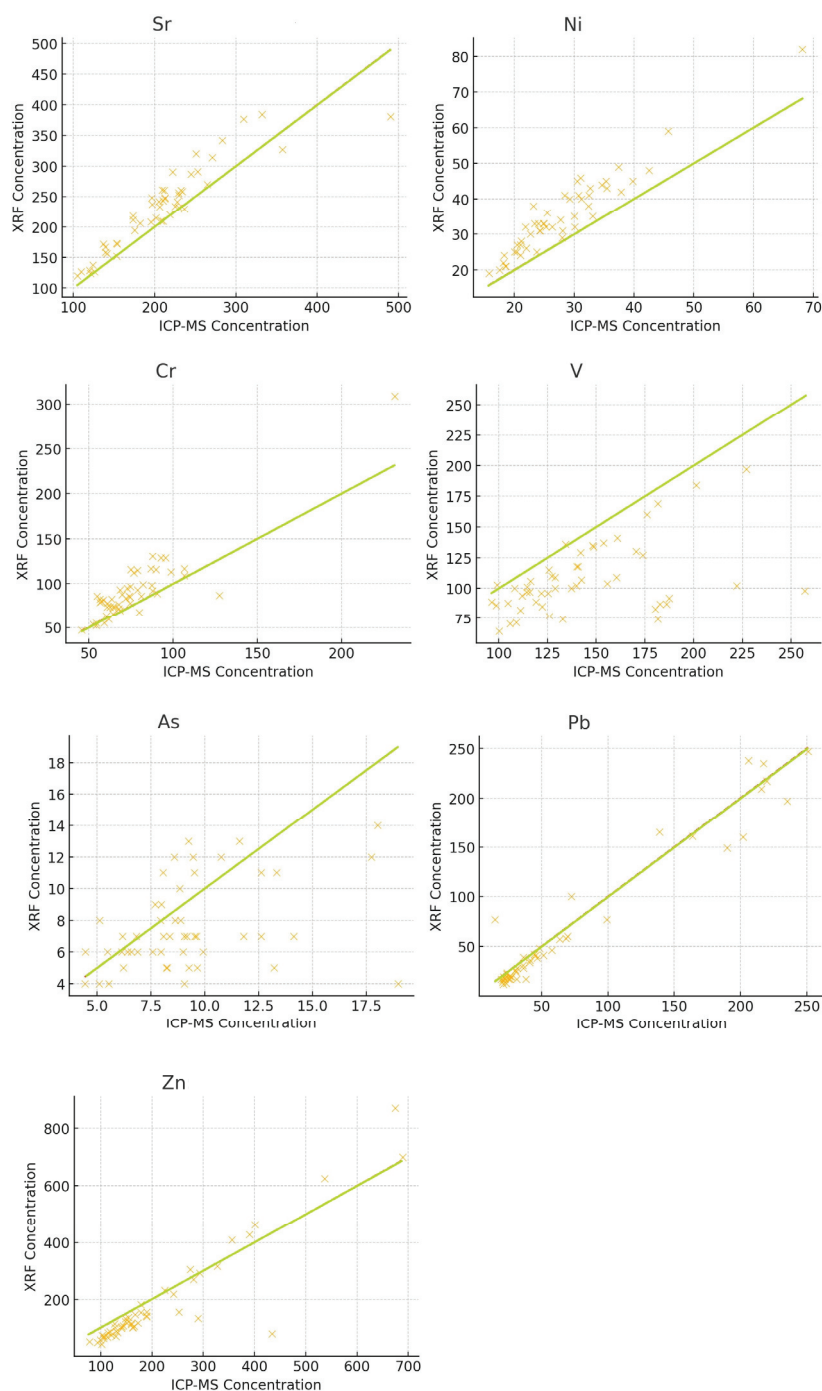 Sr
500
450
400
350
300
250
200
150
100
100 200 300 400 500
XRF Concentration
ICP-MS Concentration
Ni
80
70
60
50
40
30
20
20 30 40 50 60 70
XRF Concentration
ICP-MS Concentration
Cr
300
250
200
150
100
50
50 100 150 200
XRF Concentration
ICP-MS Concentration
V
250
225
200
175
150
125
100
75
100 125 150 175 200 225 250
XRF Concentration
ICP-MS Concentration
As
18
16
14
12
10
8
6
4
5.0 7.5 10.0 12.5 15.0 17.5
XRF Concentration
ICP-MS Concentration
Pb
250
200
150
100
50
50 100 150 200 250
XRF Concentration
ICP-MS Concentration
Zn
800
600
400
200
100 200 300 400 500 600 700
XRF Concentration
ICP-MS Concentration